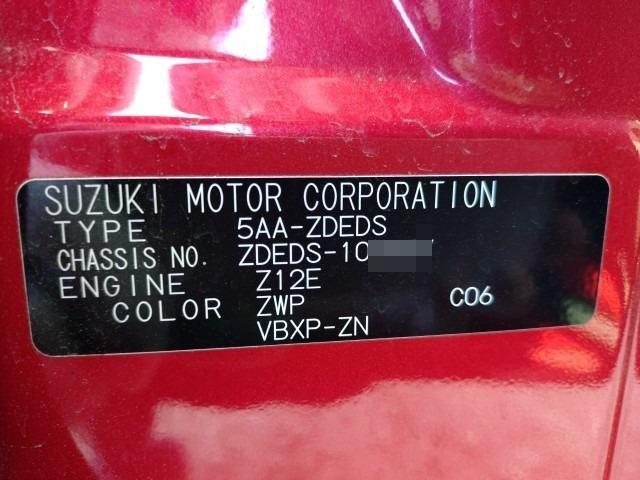 SUZUKI MOTOR CORPORATION
TYPE 5AA-ZDEDS
CHASSIS NO. ZDEDS-10
ENGINE Z12E
COLOR ZWP C06
VBXP-ZN